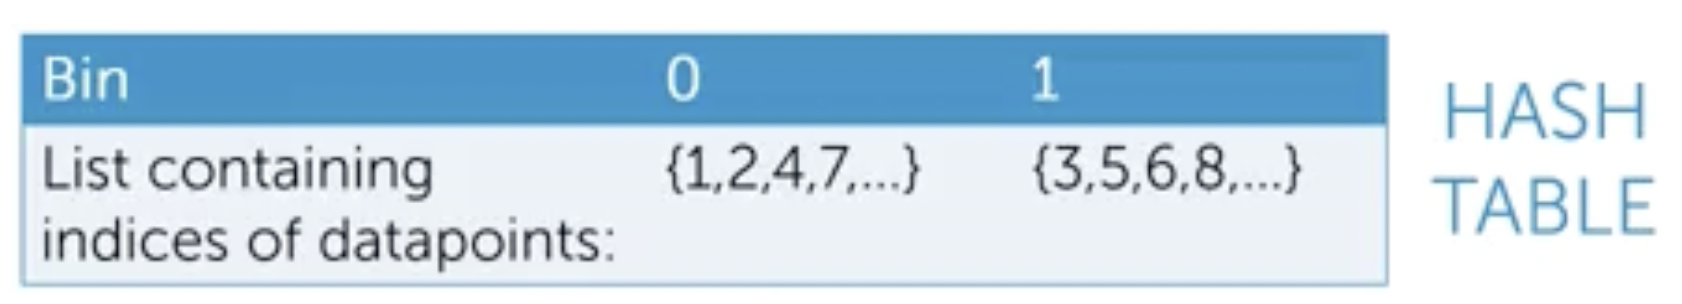 Bin 0 1
List containing {1,2,4,7,...} {3,5,6,8,...}
indices of datapoints:
HASH
TABLE